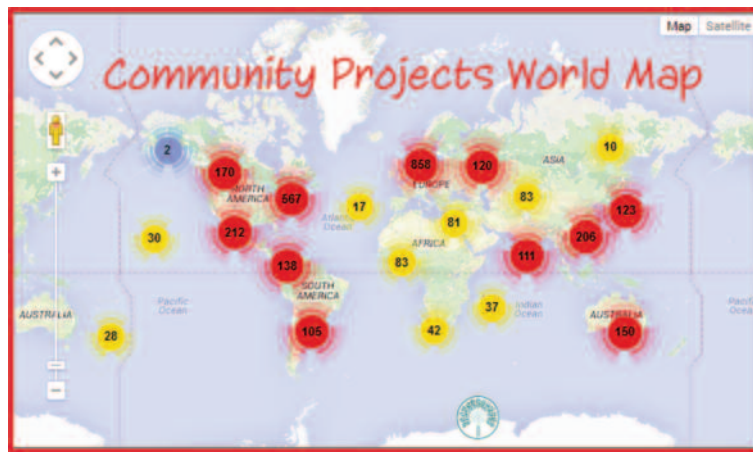 Map Satellite
Community Projects World Map
2
10
858
120
ASIA
170
NORTH
AMERICA
567
EUROPE
83
17
123
Atlantic
Ocean
81
30
212
AFRICA
206
138
83
111
SOUTH
AMERICA
Pacific
Ocean
37
Indian
Ocean
AUSTRALIA
AUSTRALIA
28
105
42
150